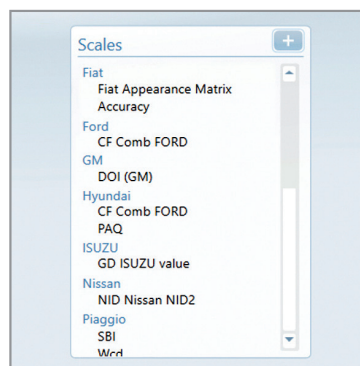 Scales
+
Fiat
Fiat Appearance Matrix
Accuracy
Ford
CF Comb FORD
GM
DOI (GM)
Hyundai
CF Comb FORD
PAQ
ISUZU
GD ISUZU value
Nissan
NID Nissan NID2
Piaggio
SBI
Wcd